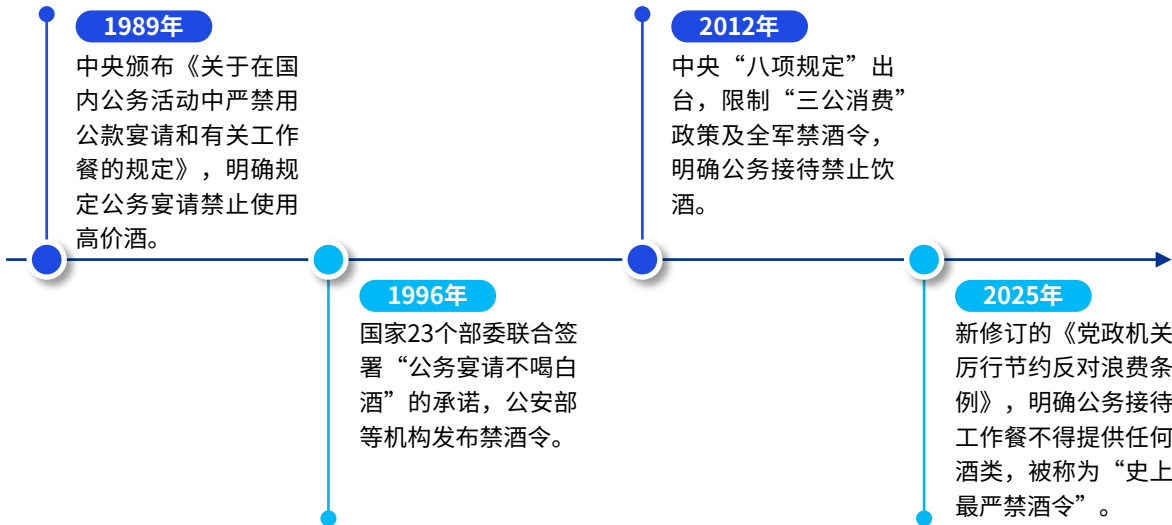 1989年
中央颁布《关于在国
内公务活动中严禁用
公款宴请和有关工作
餐的规定》，明确规
定公务宴请禁止使用
高价酒。
1996年
国家23个部委联合签
署“公务宴请不喝白
酒”的承诺，公安部
等机构发布禁酒令。
2012年
中央“八项规定”出
台，限制“三公消费”
政策及全军禁酒令，
明确公务接待禁止饮
酒。
2025年
新修订的《党政机关
厉行节约反对浪费条
例》，明确公务接待
工作餐不得提供任何
酒类，被称为“史上
最严禁酒令”。